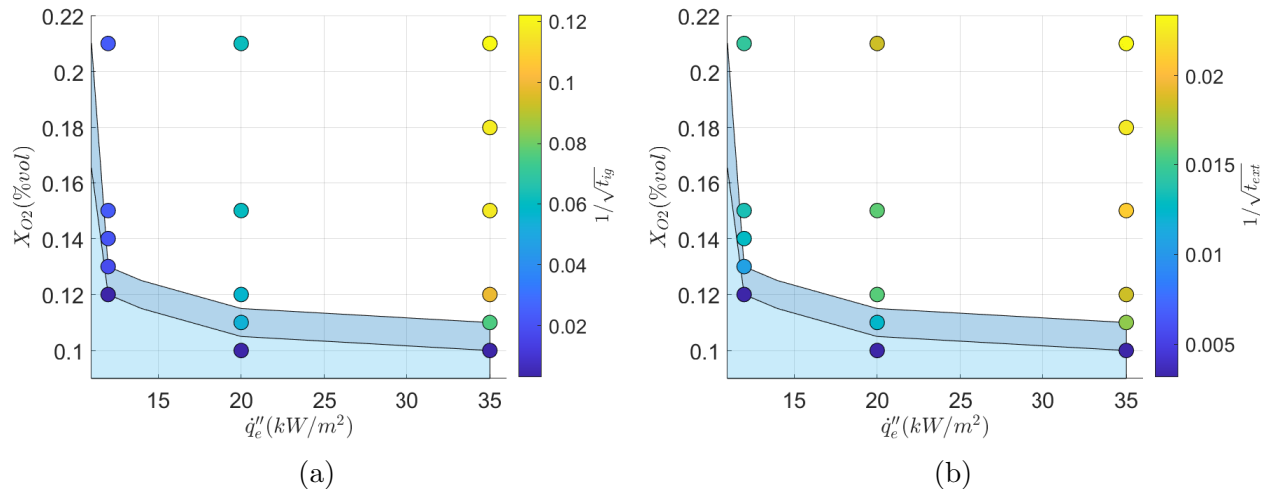 0.22
0.2
0.18
0.16
0.14
0.12
0.1
X_{O2}(%vol)
15 20 25 30 35
\dot{q}_e''(kW/m^2)
0.12
0.1
0.08
0.06
0.04
0.02
1/\sqrt{t_{ig}}
(a)
0.22
0.2
0.18
0.16
0.14
0.12
0.1
X_{O2}(%vol)
15 20 25 30 35
\dot{q}_e''(kW/m^2)
0.02
0.015
0.01
0.005
1/\sqrt{t_{ext}}
(b)